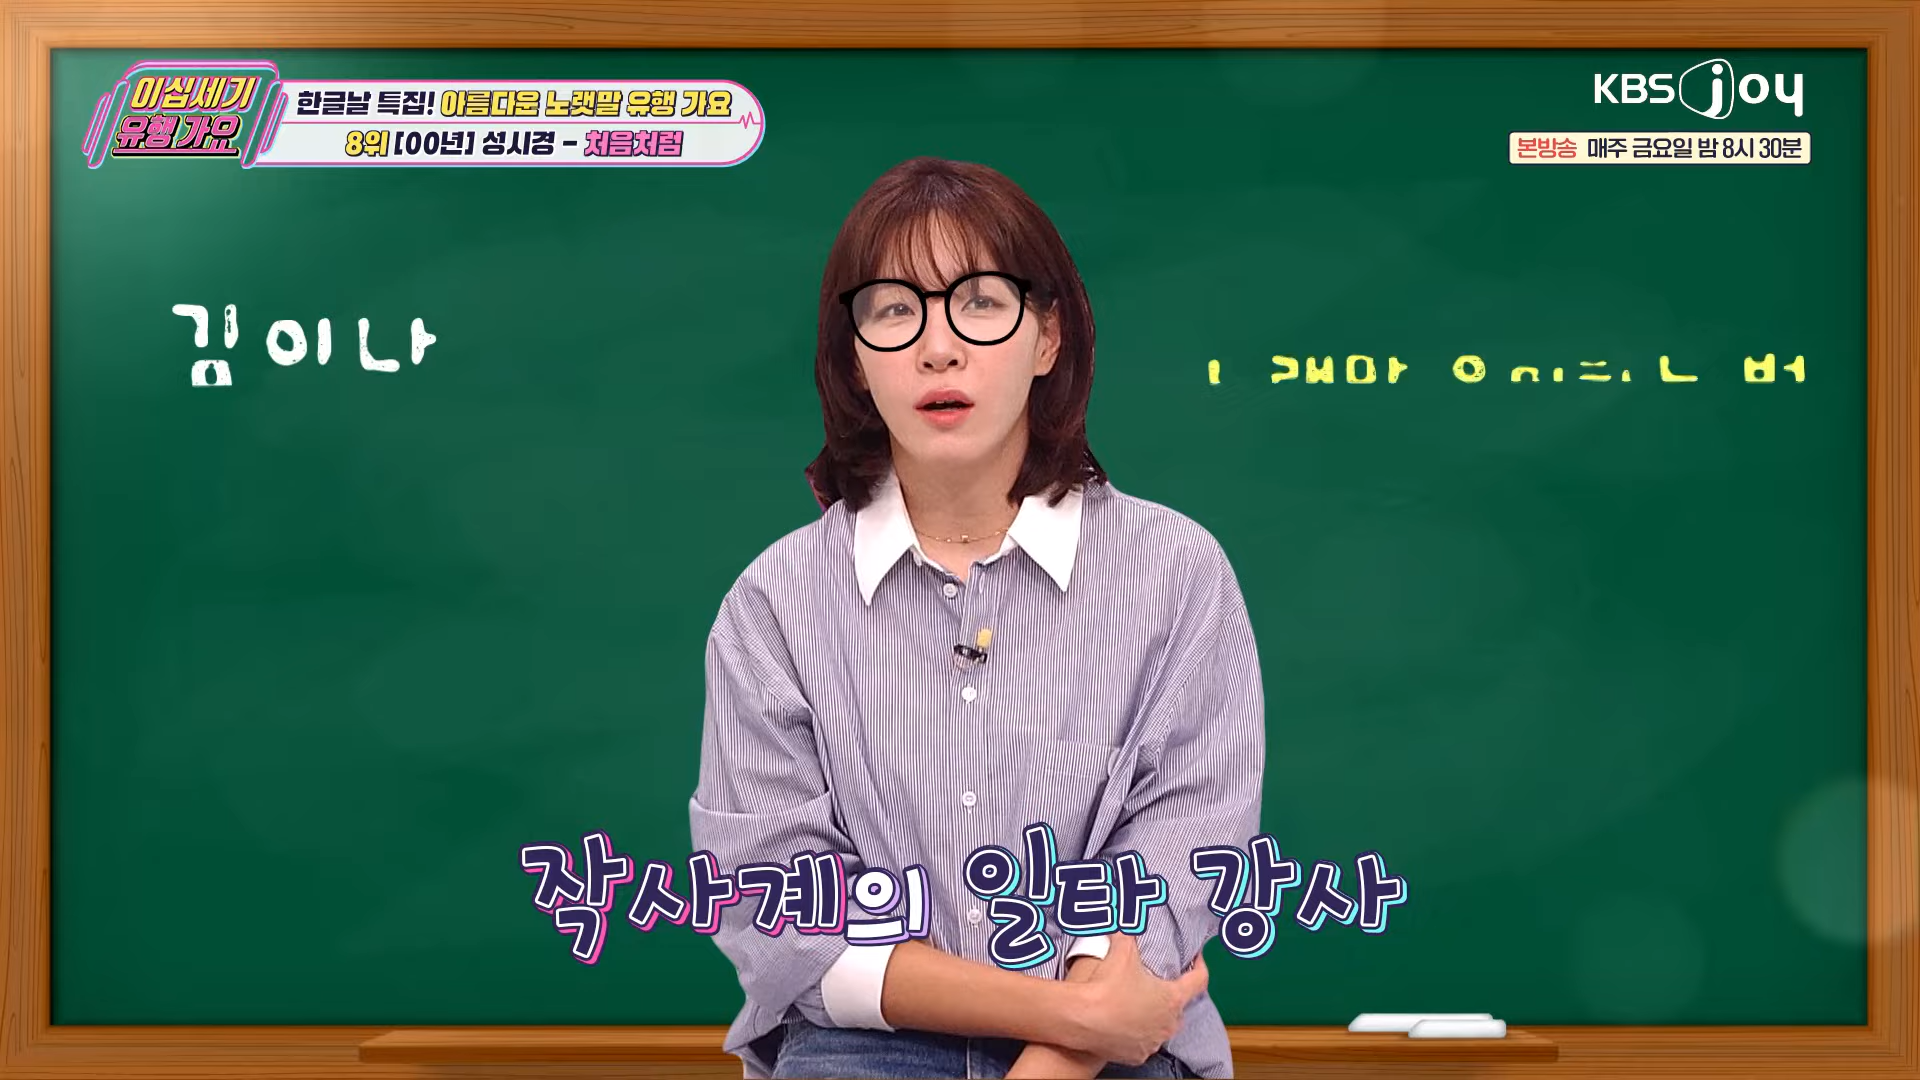 이십세기
유행 가요
한글날 특집! 아름다운 노랫말 유행 가요
8위 [00년] 성시경 - 처음처럼
KBS joy
본방송 매주 금요일 밤 8시 30분
김이나
작사계의 일타 강사